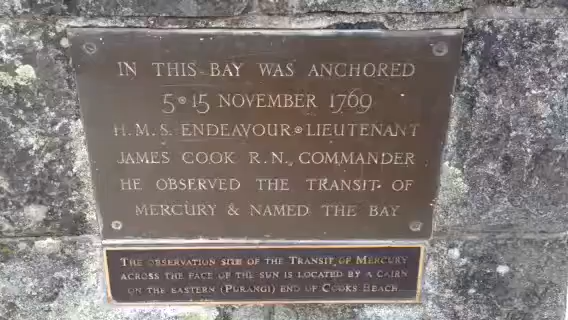 IN THIS BAY WAS ANCHORED
5•15 NOVEMBER 1769
H.M.S. ENDEAVOUR•LIEUTENANT
JAMES COOK R.N., COMMANDER
HE OBSERVED THE TRANSIT OF
MERCURY & NAMED THE BAY
THE OBSERVATION SITE OF THE TRANSIT OF MERCURY
ACROSS THE FACE OF THE SUN IS LOCATED BY A CAIRN
ON THE EASTERN (PURANGI) END OF COOKS BEACH.